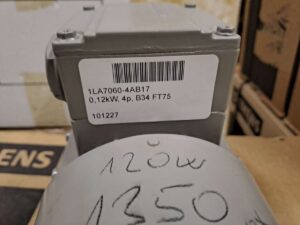 1LA7060-4AB17
0,12kW, 4p, B34 FT75
101227
ENS
120W
1350